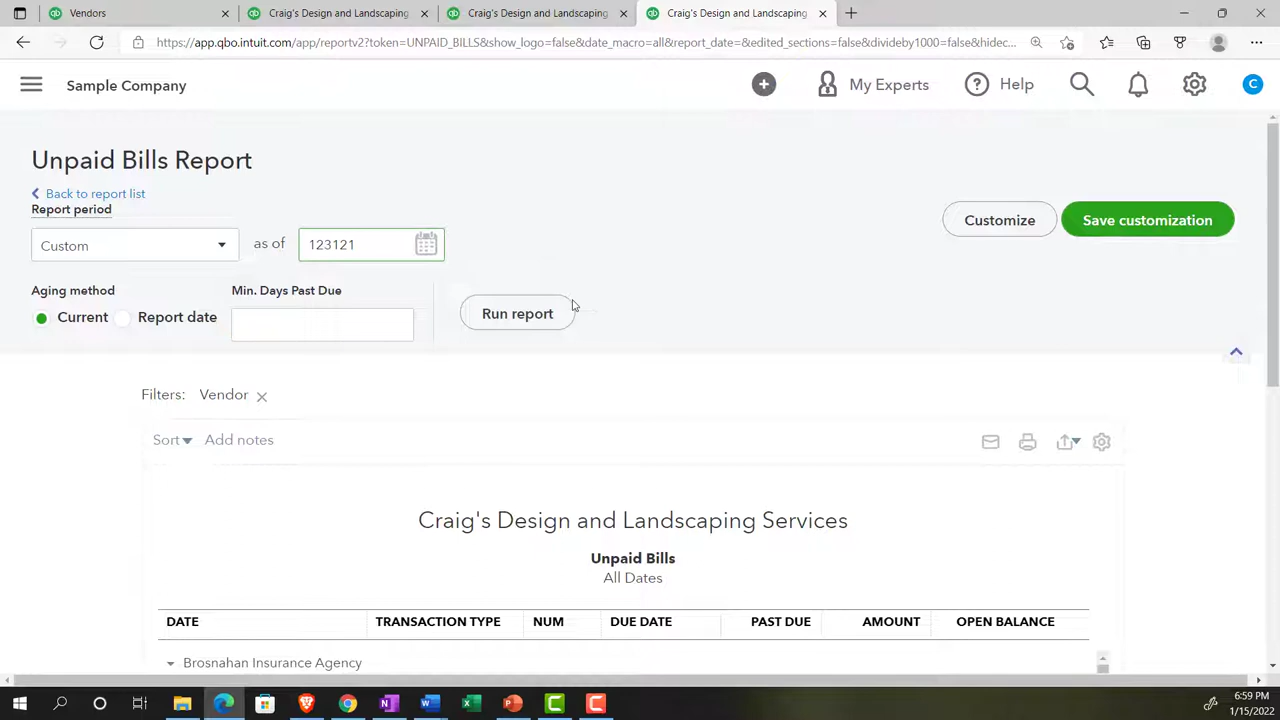 Vendors
Craig's Design and Landscaping
Craig's Design and Landscaping
Craig's Design and Landscaping
https://app.qbo.intuit.com/app/reportv2?token=UNPAID_BILLS&show_logo=false&date_macro=all&report_date=&edited_sections=false&divideby1000=false&hidec...
Sample Company
My Experts
Help
C
Unpaid Bills Report
Back to report list
Report period
Customize
Save customization
Custom
as of
123121
Aging method
Min. Days Past Due
Current
Report date
Run report
Filters: Vendor
Sort
Add notes
Craig's Design and Landscaping Services
Unpaid Bills
All Dates
DATE TRANSACTION TYPE NUM DUE DATE PAST DUE AMOUNT OPEN BALANCE
Brosnahan Insurance Agency
6:59 PM
1/15/2022